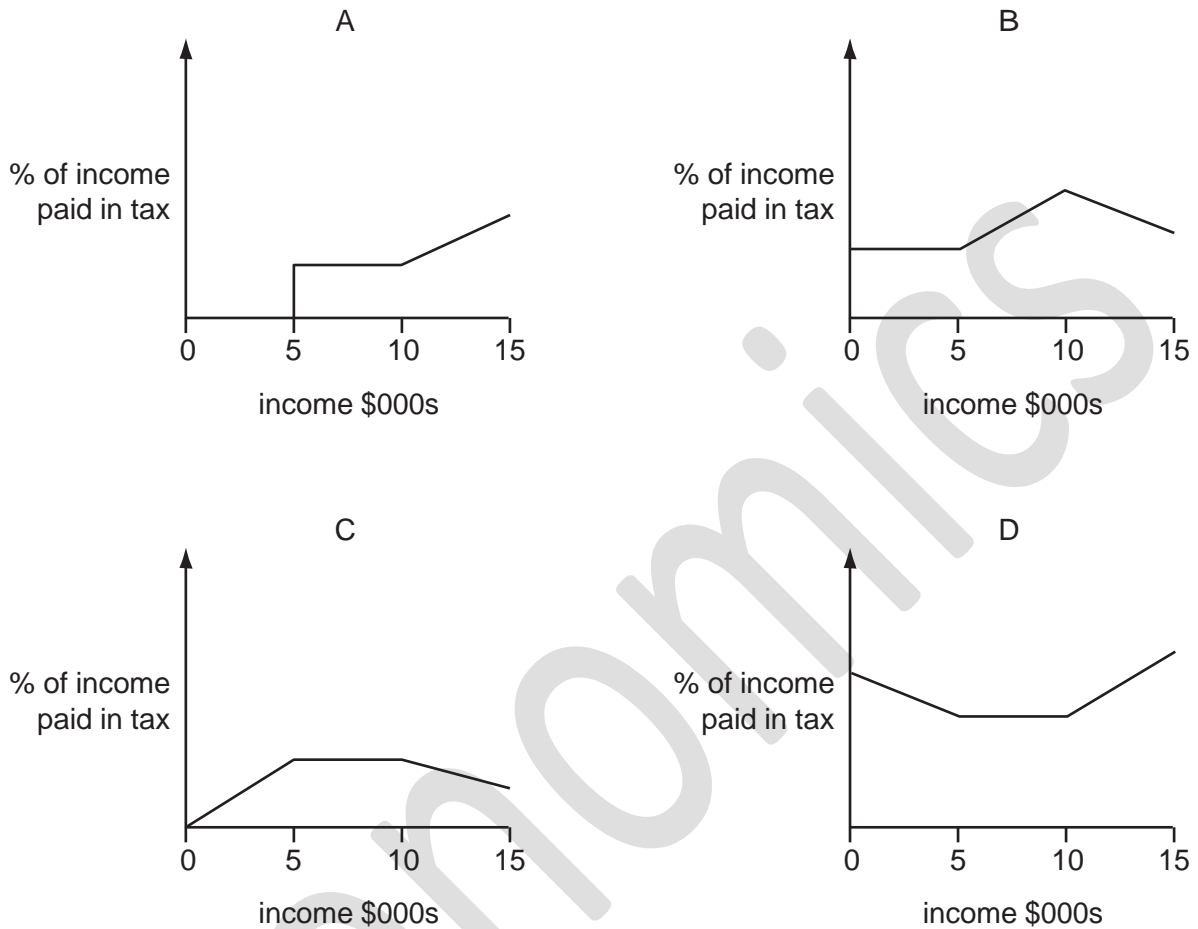 A
% of income
paid in tax
0 5 10 15
income $000s
B
% of income
paid in tax
0 5 10 15
income $000s
C
% of income
paid in tax
0 5 10 15
income $000s
D
% of income
paid in tax
0 5 10 15
income $000s
onomics